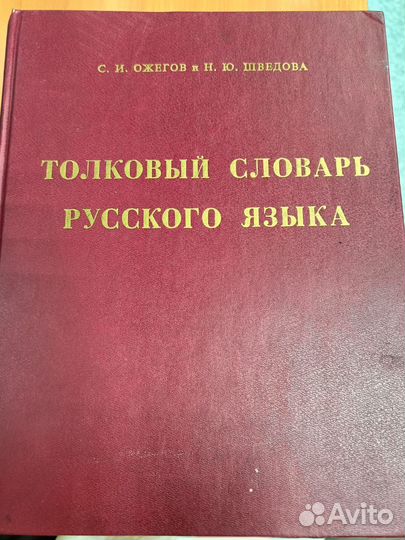 С. И. ОЖЕГОВ и Н. Ю. ШВЕДОВА
ТОЛКОВЫЙ СЛОВАРЬ
РУССКОГО ЯЗЫКА
Avito